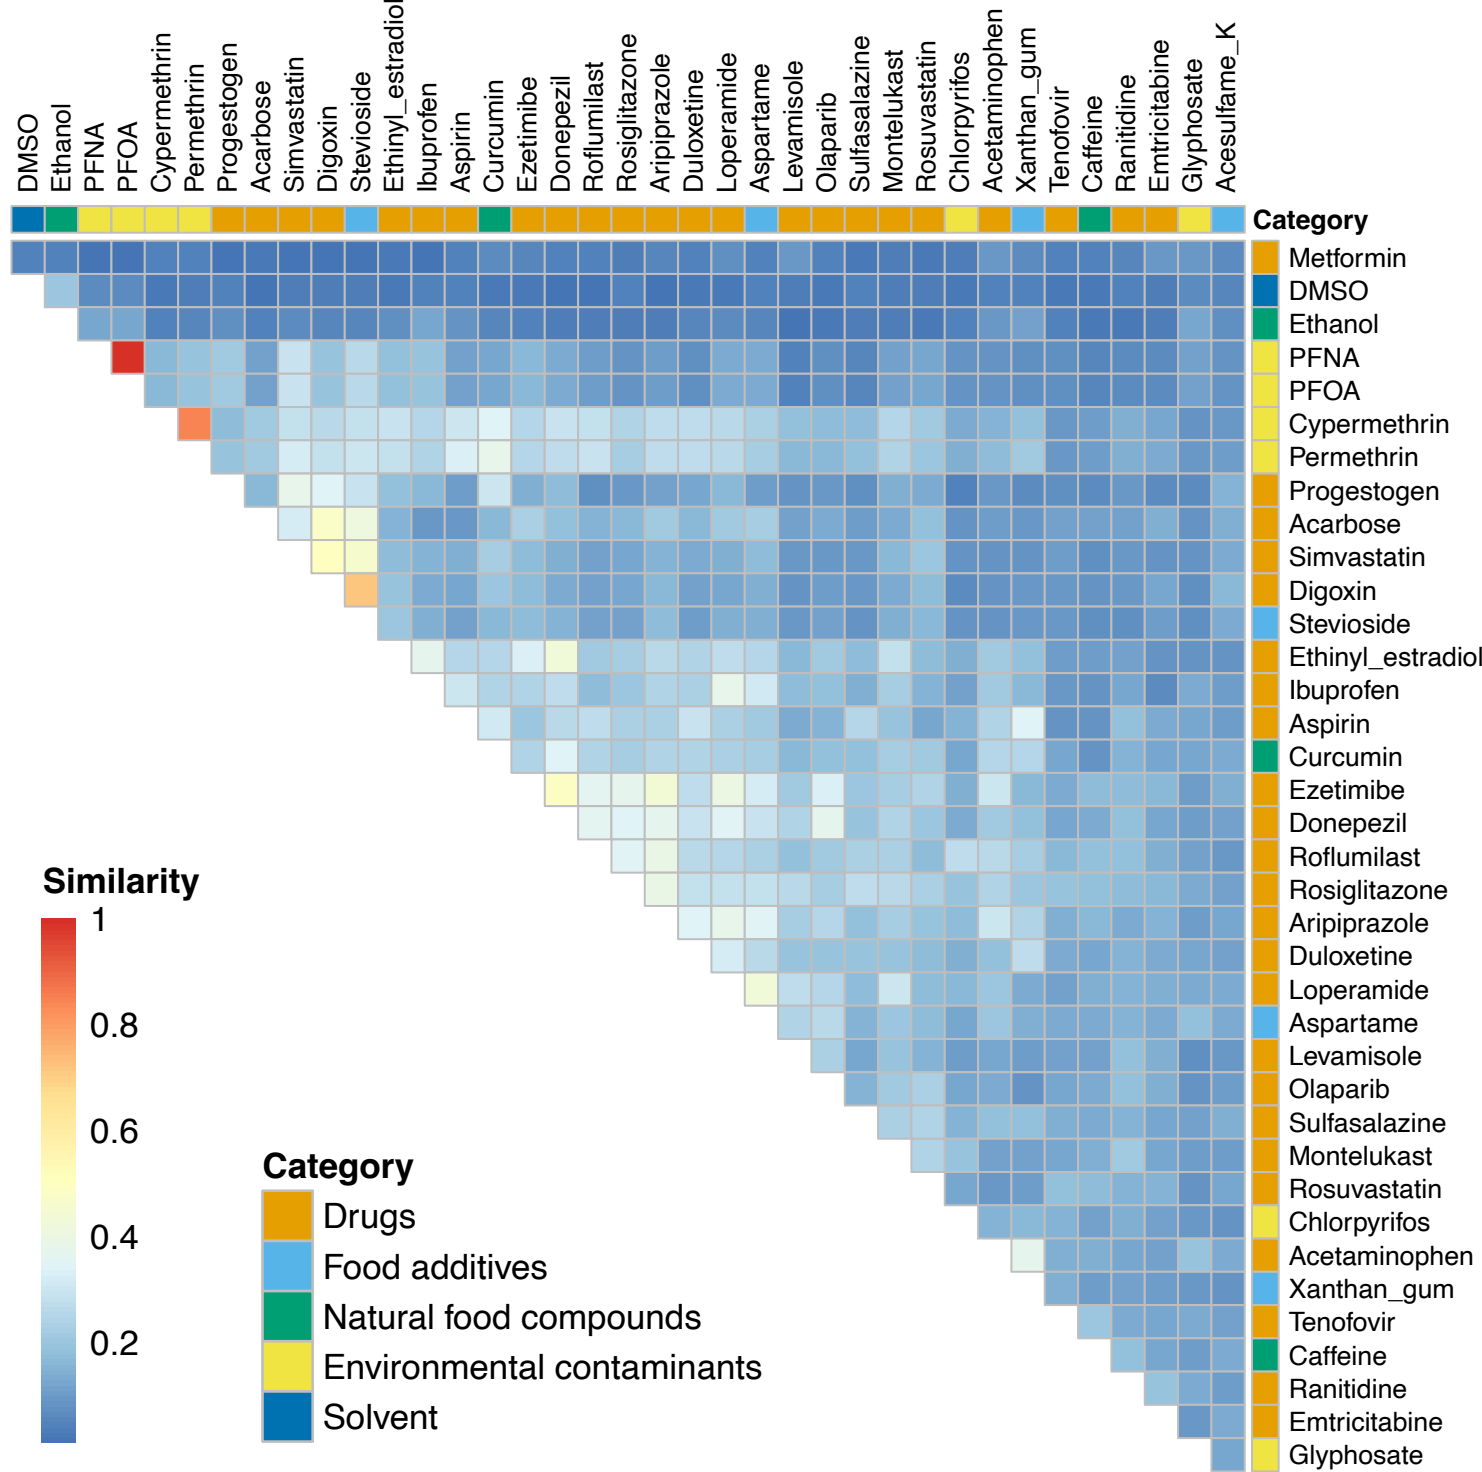 DMSO
Ethanol
PFNA
PFOA
Cypermethrin
Permethrin
Progestogen
Acarbose
Simvastatin
Digoxin
Stevioside
Ethinyl_estradiol
Ibuprofen
Aspirin
Curcumin
Ezetimibe
Donepezil
Roflumilast
Rosiglitazone
Aripiprazole
Duloxetine
Loperamide
Aspartame
Levamisole
Olaparib
Sulfasalazine
Montelukast
Rosuvastatin
Chlorpyrifos
Acetaminophen
Xanthan_gum
Tenofovir
Caffeine
Ranitidine
Emtricitabine
Glyphosate
Acesulfame_K
Category
Metformin
DMSO
Ethanol
PFNA
PFOA
Cypermethrin
Permethrin
Progestogen
Acarbose
Simvastatin
Digoxin
Stevioside
Ethinyl_estradiol
Ibuprofen
Aspirin
Curcumin
Ezetimibe
Donepezil
Roflumilast
Rosiglitazone
Aripiprazole
Duloxetine
Loperamide
Aspartame
Levamisole
Olaparib
Sulfasalazine
Montelukast
Rosuvastatin
Chlorpyrifos
Acetaminophen
Xanthan_gum
Tenofovir
Caffeine
Ranitidine
Emtricitabine
Glyphosate
Similarity
1
0.8
0.6
0.4
0.2
Category
Drugs
Food additives
Natural food compounds
Environmental contaminants
Solvent